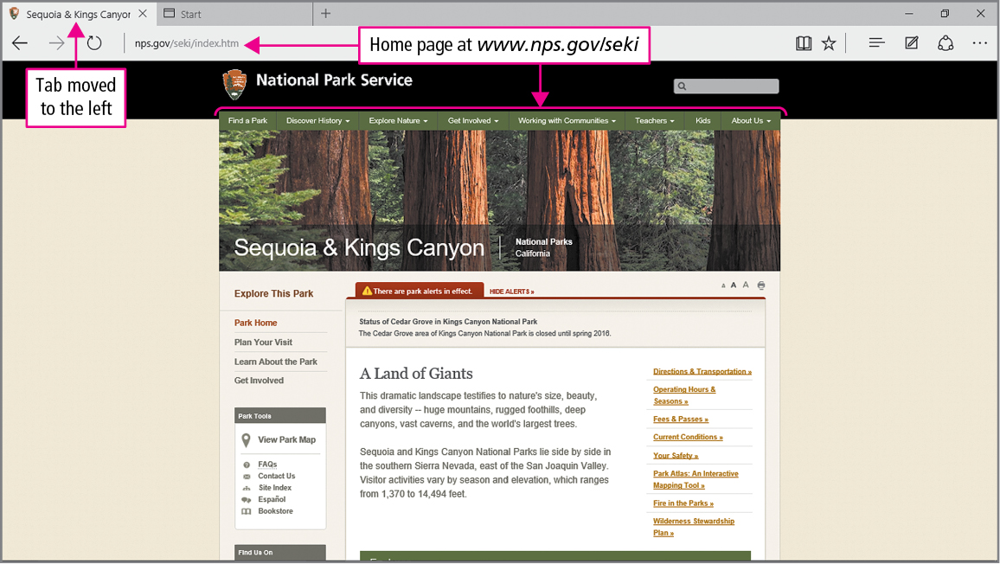 Sequoia & Kings Canyor
Start
nps.gov/seki/index.htm
Home page at www.nps.gov/seki
Tab moved
to the left
National Park Service
Find a Park
Discover History
Explore Nature
Get Involved
Working with Communities
Teachers
Kids
About Us
Sequoia & Kings Canyon
National Parks
California
Explore This Park
Park Home
Plan Your Visit
Learn About the Park
Get Involved
Park Tools
View Park Map
FAQs
Contact Us
Site Index
Español
Bookstore
Find Us On
There are park alerts in effect.
HIDE ALERTS »
A A A
Status of Cedar Grove in Kings Canyon National Park
The Cedar Grove area of Kings Canyon National Park is closed until spring 2016.
A Land of Giants
This dramatic landscape testifies to nature's size, beauty,
and diversity -- huge mountains, rugged foothills, deep
canyons, vast caverns, and the world's largest trees.
Sequoia and Kings Canyon National Parks lie side by side in
the southern Sierra Nevada, east of the San Joaquin Valley.
Visitor activities vary by season and elevation, which ranges
from 1,370 to 14,494 feet.
Directions & Transportation »
Operating Hours &
Seasons »
Fees & Passes »
Current Conditions »
Your Safety »
Park Atlas: An Interactive
Mapping Tool »
Fire in the Parks »
Wilderness Stewardship
Plan »